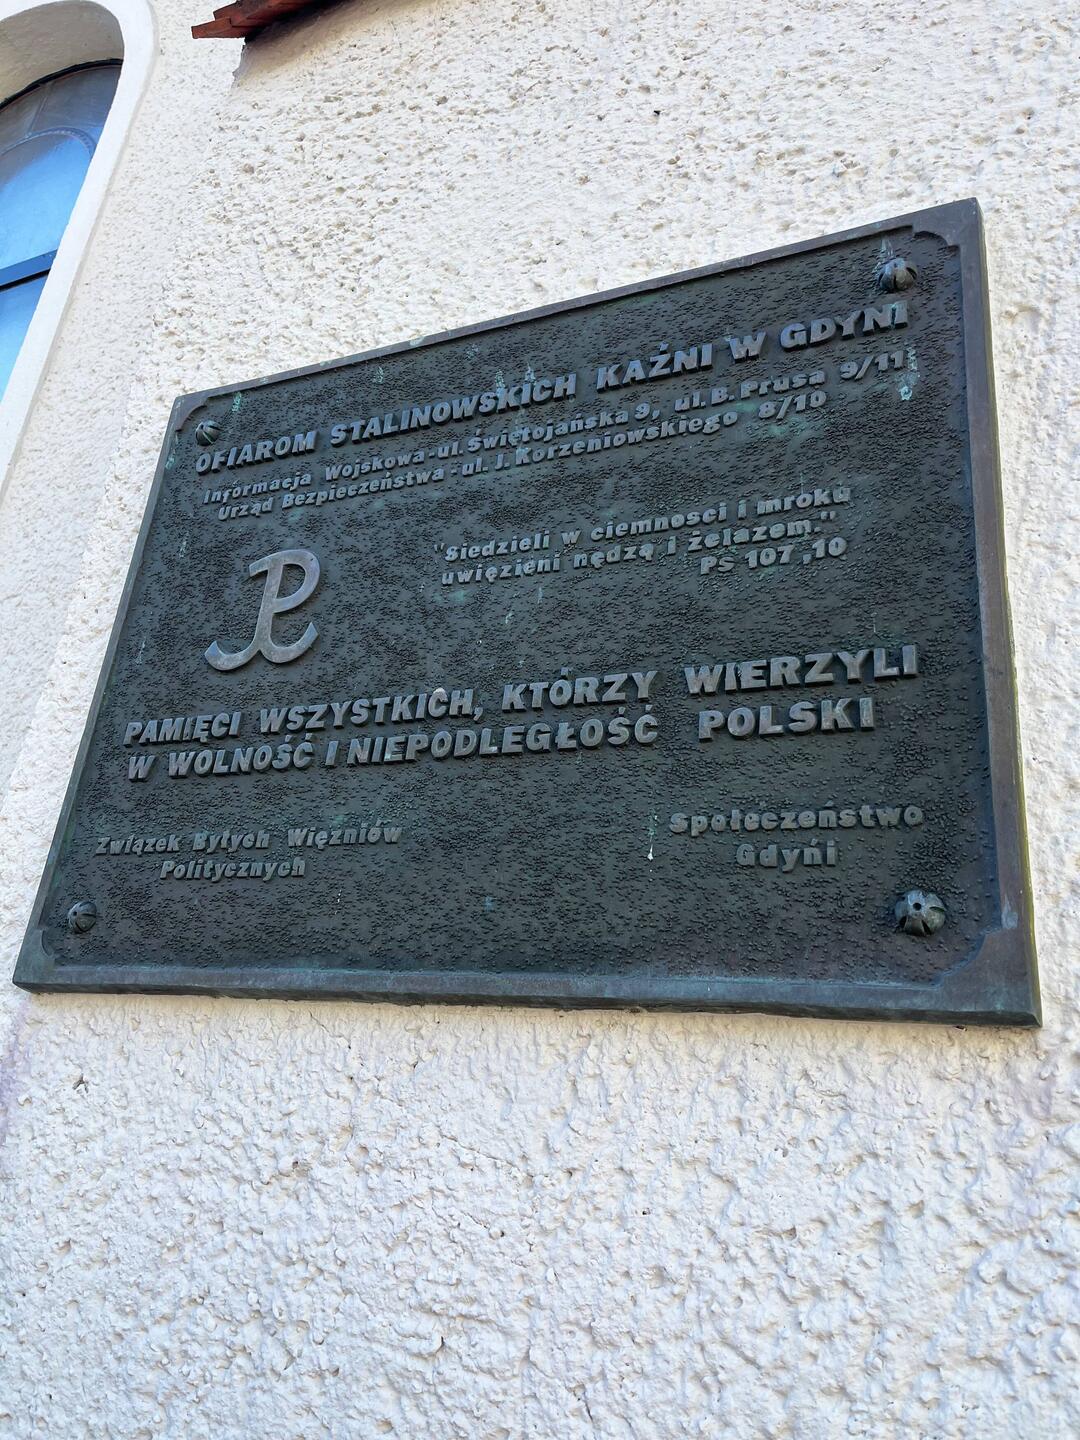 OFIAROM STALINOWSKICH KAŹNI W GDYNI
Informacja Wojskowa - ul. Świętojańska 9, ul. B. Prusa 9/11
Urząd Bezpieczeństwa - ul. J. Korzeniowskiego 8/10
"Siedzieli w ciemnosci i mroku
uwięzieni nędzą i żelazem."
Ps 107,10
PAMIĘCI WSZYSTKICH, KTÓRZY WIERZYLI
W WOLNOŚĆ I NIEPODLEGŁOŚĆ POLSKI
Związek Byłych Więźniów
Politycznych
Społeczeństwo
Gdyńi